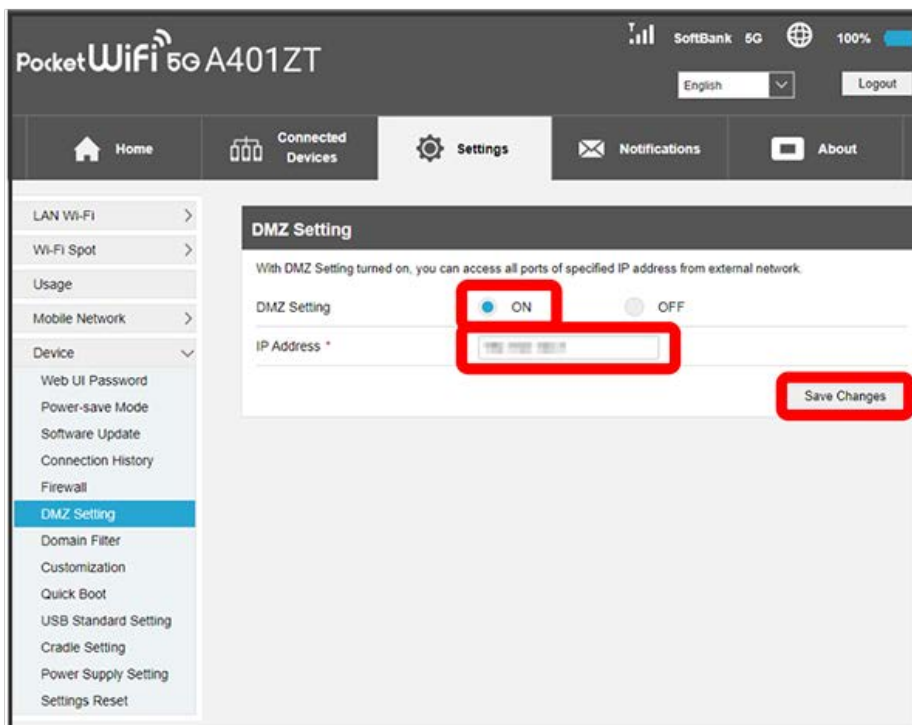 PocketWiFi 5G A401ZT
SoftBank 5G 100%
English
Logout
Home
Connected
Devices
Settings
Notifications
About
LAN Wi-Fi
Wi-Fi Spot
Usage
Mobile Network
Device
Web UI Password
Power-save Mode
Software Update
Connection History
Firewall
DMZ Setting
Domain Filter
Customization
Quick Boot
USB Standard Setting
Cradle Setting
Power Supply Setting
Settings Reset
DMZ Setting
With DMZ Setting turned on, you can access all ports of specified IP address from external network.
DMZ Setting ON OFF
IP Address *
Save Changes